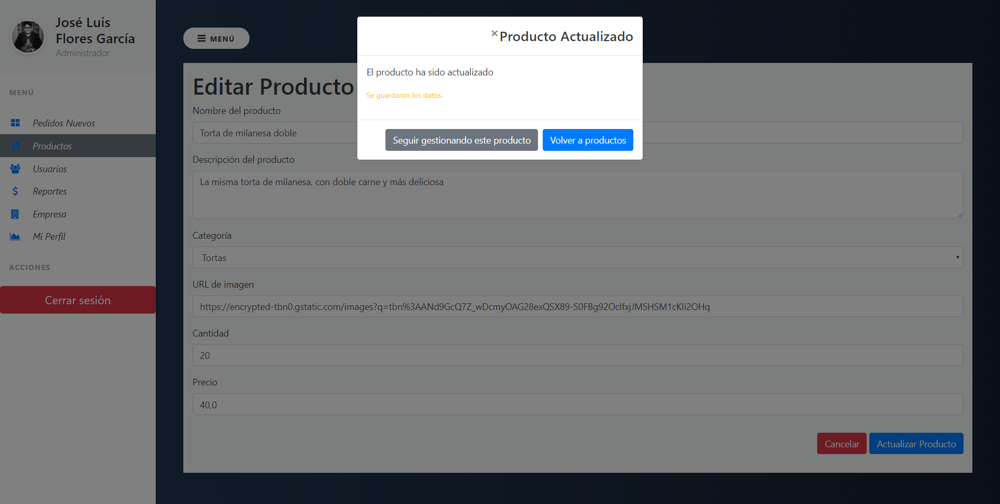 José Luis
Flores García
Administrador
MENÚ
Pedidos Nuevos
Productos
Usuarios
Reportes
Empresa
Mi Perfil
ACCIONES
Cerrar sesión
MENÚ
× Producto Actualizado
El producto ha sido actualizado
Se guardaron los datos.
Seguir gestionando este producto
Volver a productos
Editar Producto
Nombre del producto
Torta de milanesa doble
Descripción del producto
La misma torta de milanesa, con doble carne y más deliciosa
Categoría
Tortas
URL de imagen
https://encrypted-tbn0.gstatic.com/images?q=tbn%3AANd9GcQ7Z_wDcmyOAG28exQSX89-S0FBg92OcIfxjJMSHSM1cKIi2OHq
Cantidad
20
Precio
40,0
Cancelar
Actualizar Producto